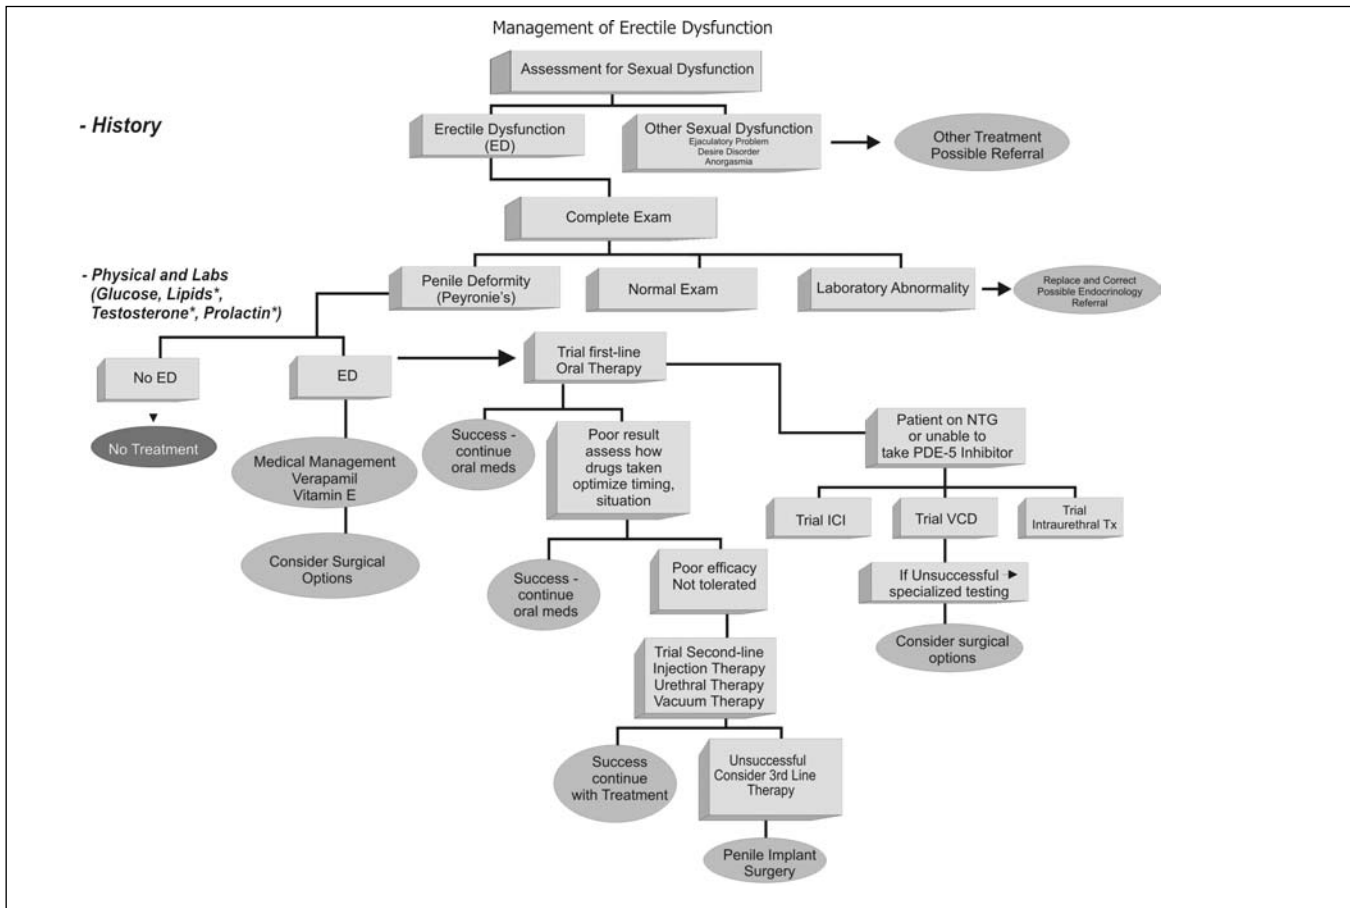 Management of Erectile Dysfunction
Assessment for Sexual Dysfunction
- History
Erectile Dysfunction
(ED)
Other Sexual Dysfunction
Ejaculatory Problem
Desire Disorder
Anorgasmia
Other Treatment
Possible Referral
Complete Exam
- Physical and Labs
(Glucose, Lipids*,
Testosterone*, Prolactin*)
Penile Deformity
(Peyronie's)
Normal Exam
Laboratory Abnormality
Replace and Correct
Possible Endocrinology
Referral
No ED
ED
Trial first-line
Oral Therapy
No Treatment
Medical Management
Verapamil
Vitamin E
Consider Surgical
Options
Success -
continue
oral meds
Poor result
assess how
drugs taken
optimize timing,
situation
Patient on NTG
or unable to
take PDE-5 Inhibitor
Trial ICI
Trial VCD
Trial
Intraurethral Tx
Success -
continue
oral meds
Poor efficacy
Not tolerated
If Unsuccessful
specialized testing
Consider surgical
options
Trial Second-line
Injection Therapy
Urethral Therapy
Vacuum Therapy
Success
continue
with Treatment
Unsuccessful
Consider 3rd Line
Therapy
Penile Implant
Surgery